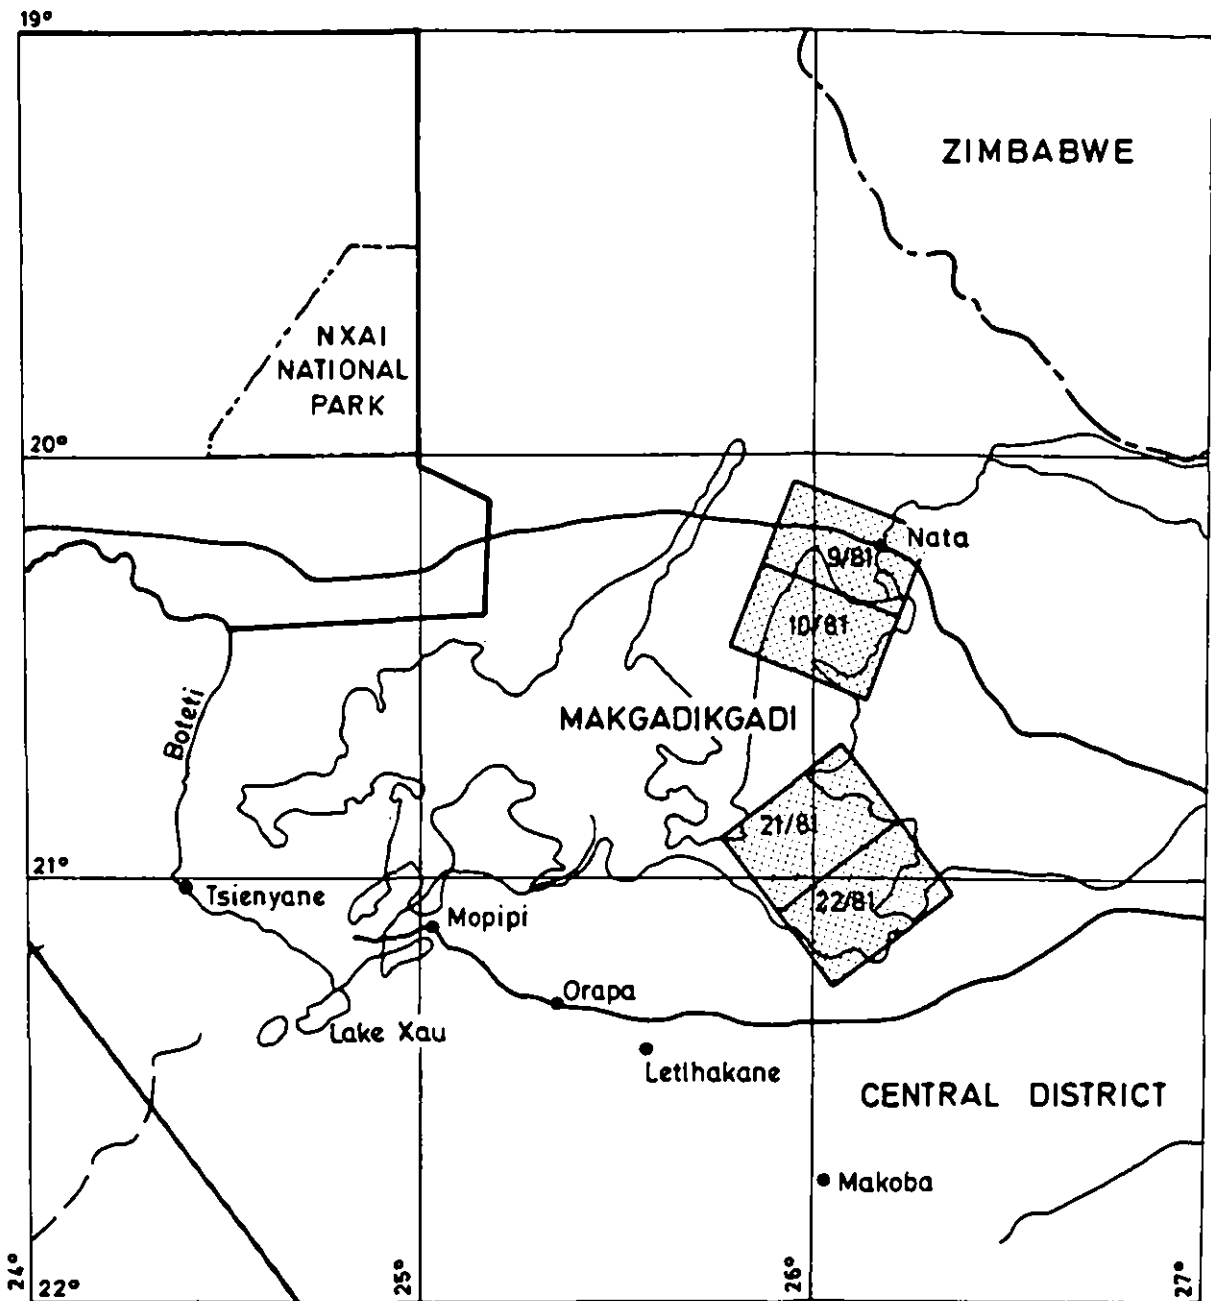 19°
ZIMBABWE
NXAI
NATIONAL
PARK
20°
Nata
9/81
10/81
Boteti
MAKGADIKGADI
21/81
21°
Tsienyane
22/81
Mopipi
Orapa
Lake Xau
Letlhakane
CENTRAL DISTRICT
Makoba
24°
22°
25°
26°
27°